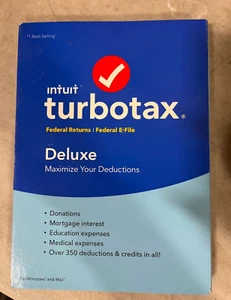 #1 Best Selling
intuit
turbotax®
Federal Returns | Federal E-File
Deluxe
Maximize Your Deductions
• Donations
• Mortgage interest
• Education expenses
• Medical expenses
• Over 350 deductions & credits in all!
For Windows® and Mac®